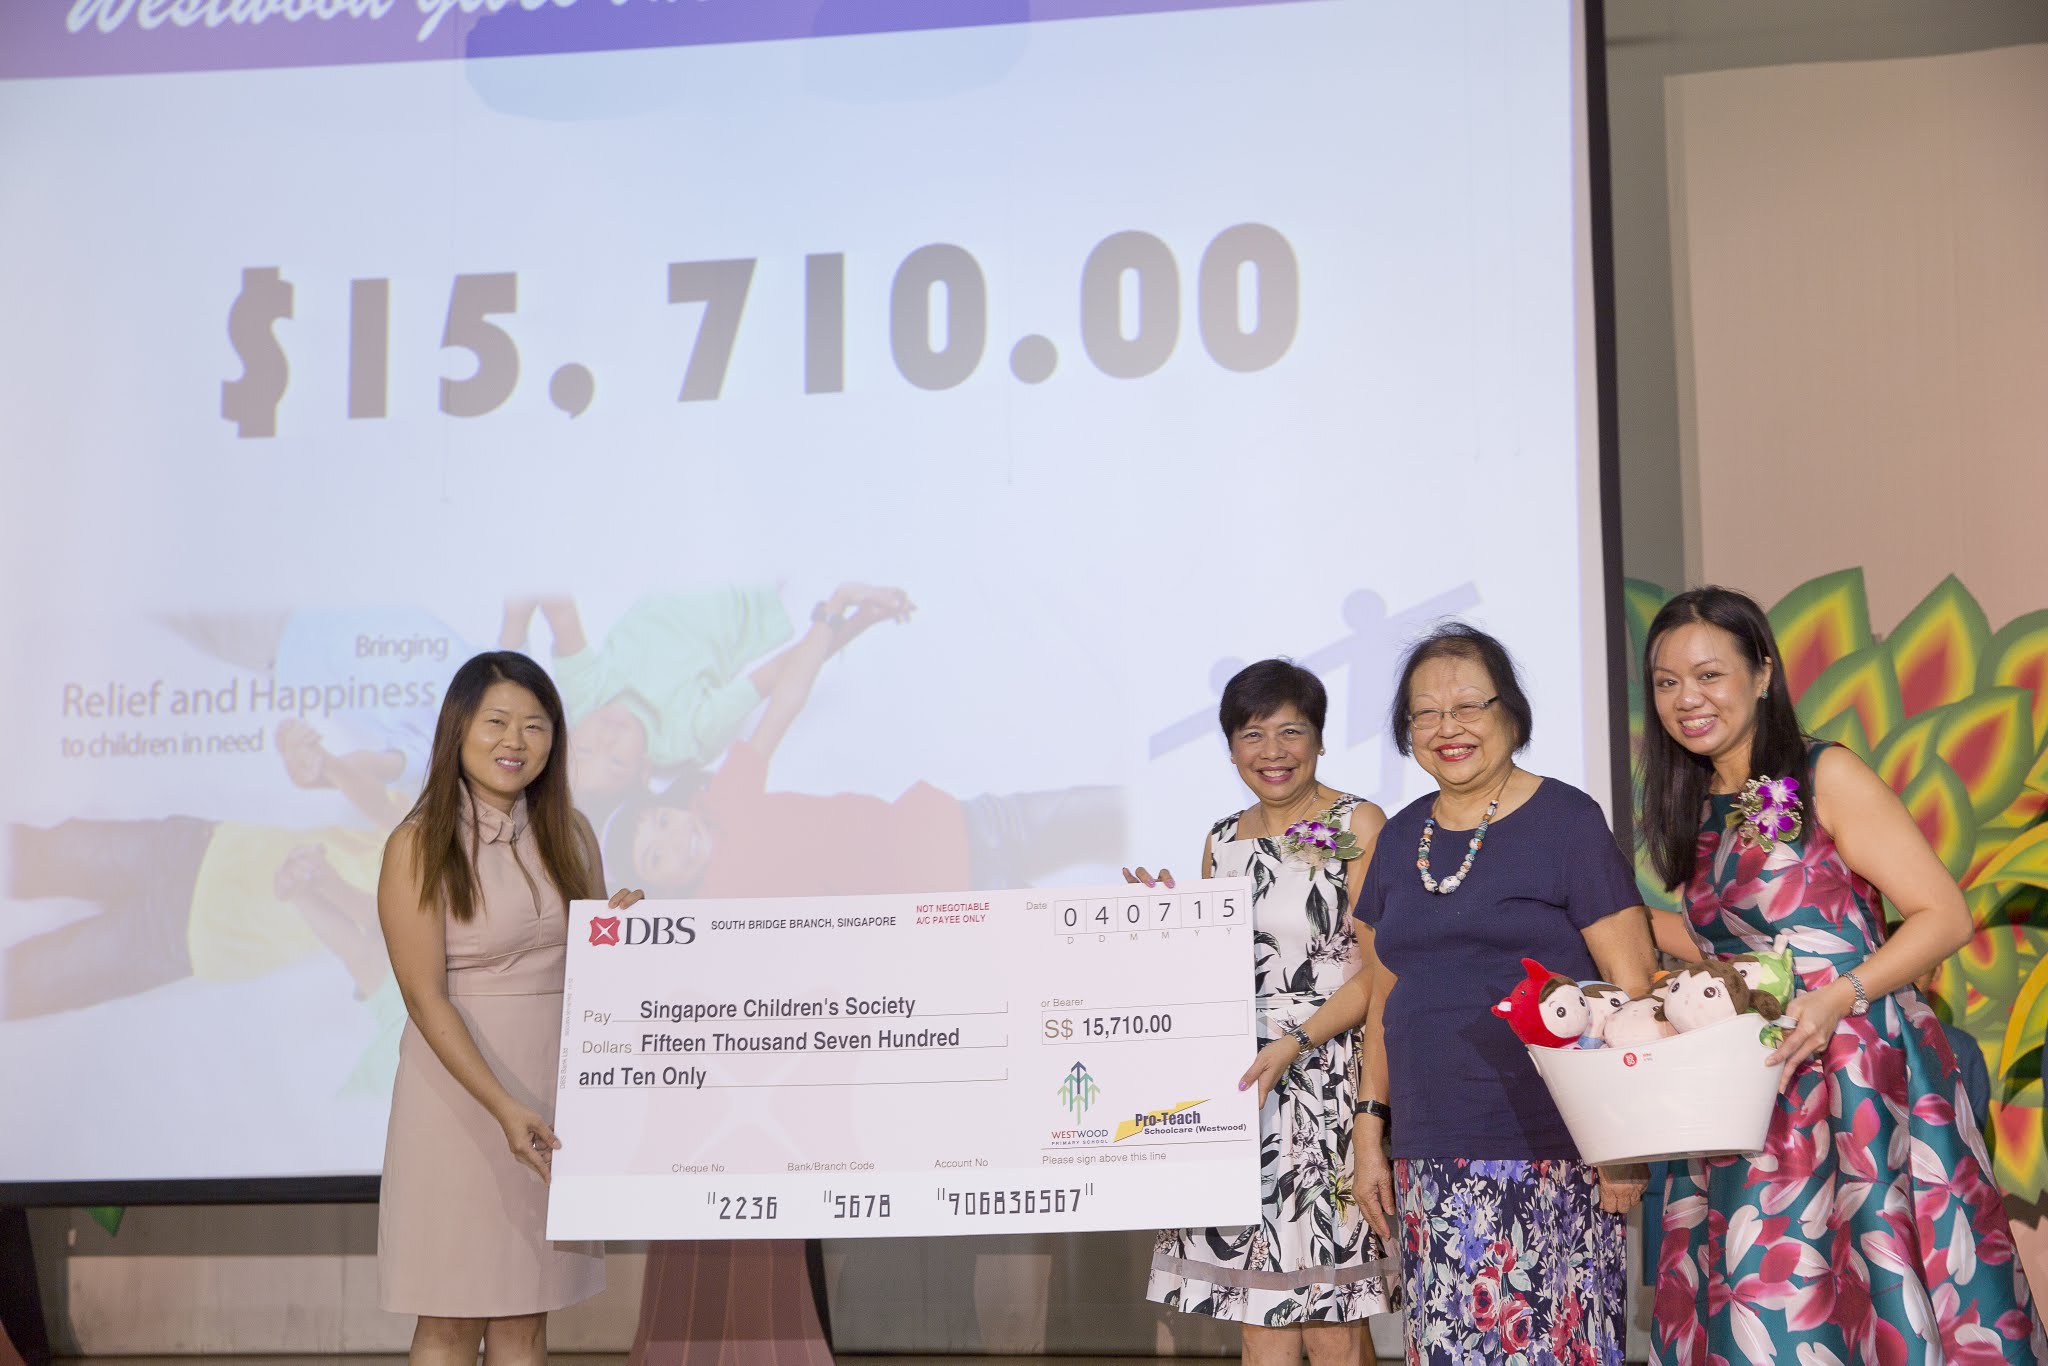 Westwood
$15,710.00
Bringing
Relief and Happiness
to children in need
DBS
SOUTH BRIDGE BRANCH, SINGAPORE
NOT NEGOTIABLE
A/C PAYEE ONLY
Date
040715
D D M M Y Y
Pay Singapore Children's Society
or Bearer
Dollars Fifteen Thousand Seven Hundred
and Ten Only
S$ 15,710.00
WESTWOOD
PRIMARY SCHOOL
Pro-Teach
Schoolcare (Westwood)
Please sign above this line
Cheque No
Bank/Branch Code
Account No
"2236 "5678 "906836567"